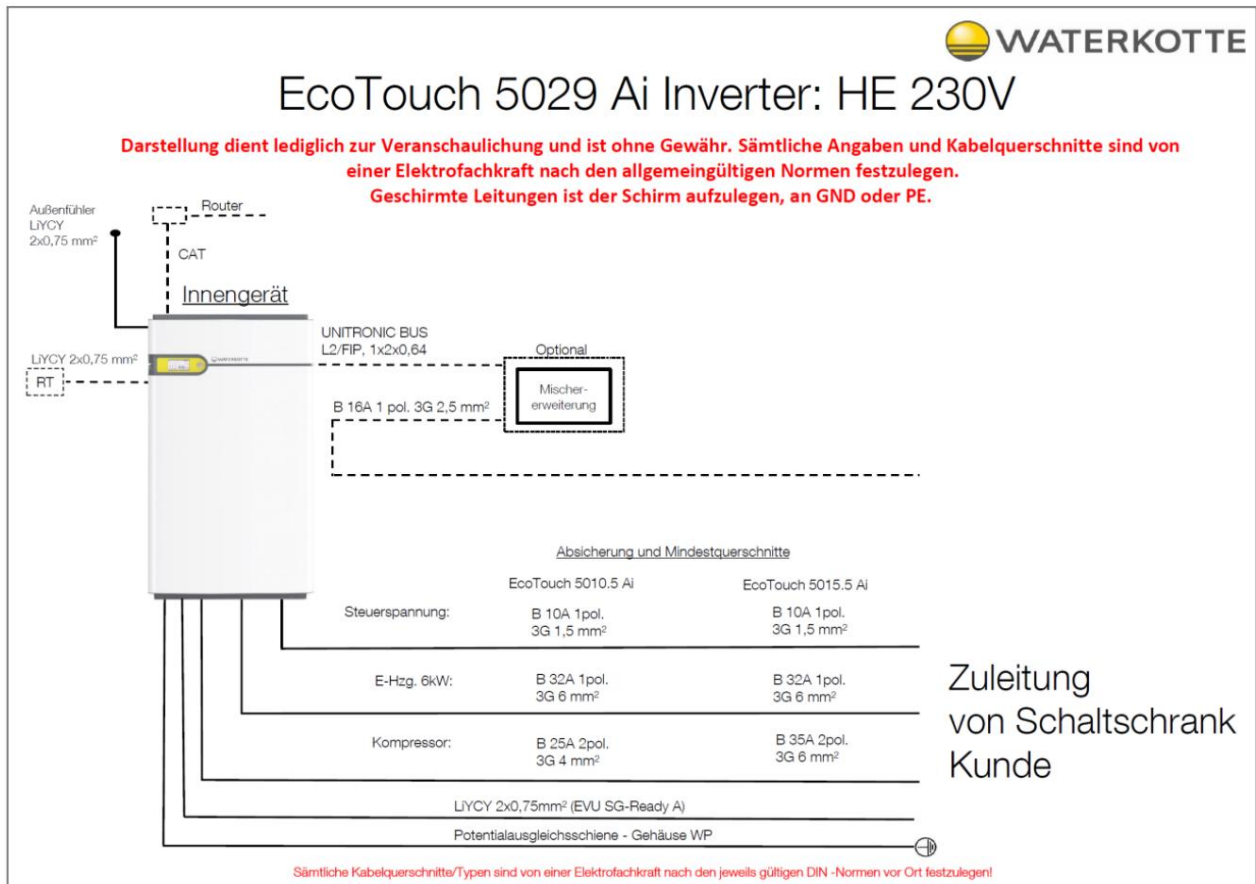 WATERKOTTE
EcoTouch 5029 Ai Inverter: HE 230V
Darstellung dient lediglich zur Veranschaulichung und ist ohne Gewähr. Sämtliche Angaben und Kabelquerschnitte sind von
einer Elektrofachkraft nach den allgemeingültigen Normen festzulegen.
Geschirmte Leitungen ist der Schirm aufzulegen, an GND oder PE.
Außenfühler
LiYCY
2x0,75 mm²
Router
CAT
Innengerät
LiYCY 2x0,75 mm²
RT
WATERKOTTE
UNITRONIC BUS
L2/FIP, 1x2x0,64
Optional
Mischer-
erweiterung
B 16A 1 pol. 3G 2,5 mm²
Absicherung und Mindestquerschnitte
EcoTouch 5010.5 Ai
EcoTouch 5015.5 Ai
Steuerspannung:
B 10A 1pol.
3G 1,5 mm²
B 10A 1pol.
3G 1,5 mm²
E-Hzg. 6kW:
B 32A 1pol.
3G 6 mm²
B 32A 1pol.
3G 6 mm²
Kompressor:
B 25A 2pol.
3G 4 mm²
B 35A 2pol.
3G 6 mm²
Zuleitung
von Schaltschrank
Kunde
LiYCY 2x0,75mm² (EVU SG-Ready A)
Potentialausgleichsschiene - Gehäuse WP
Sämtliche Kabelquerschnitte/Typen sind von einer Elektrofachkraft nach den jeweils gültigen DIN -Normen vor Ort festzulegen!